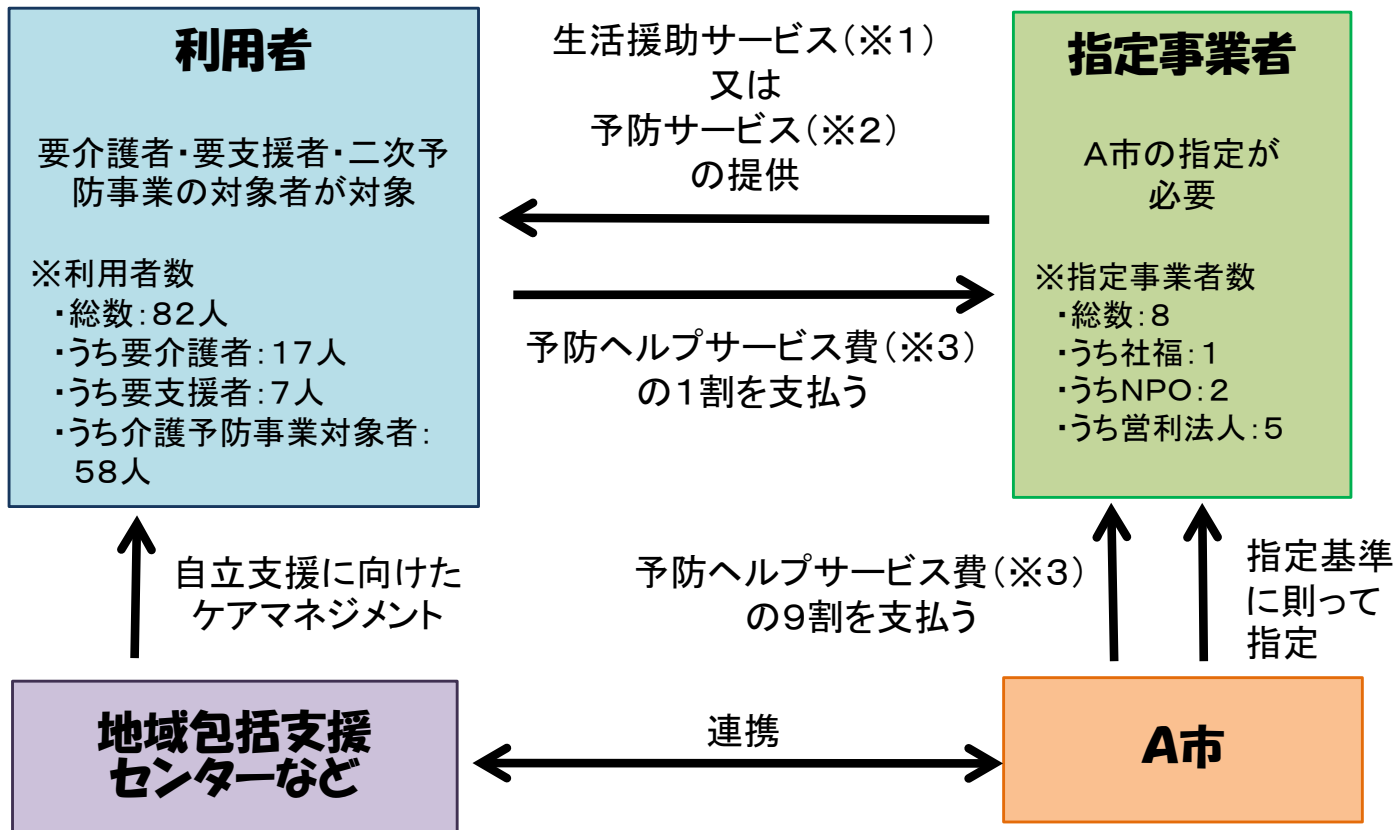 利用者
要介護者・要支援者・二次予
防事業の対象者が対象
※利用者数
・総数：８２人
・うち要介護者：１７人
・うち要支援者：７人
・うち介護予防事業対象者：
５８人
生活援助サービス（※１）
又は
予防サービス（※２）
の提供
予防ヘルプサービス費（※３）
の１割を支払う
指定事業者
Ａ市の指定が
必要
※指定事業者数
・総数：８
・うち社福：１
・うちＮＰＯ：２
・うち営利法人：５
自立支援に向けた
ケアマネジメント
予防ヘルプサービス費（※３）
の９割を支払う
指定基準
に則って
指定
地域包括支援
センターなど
連携
Ａ市